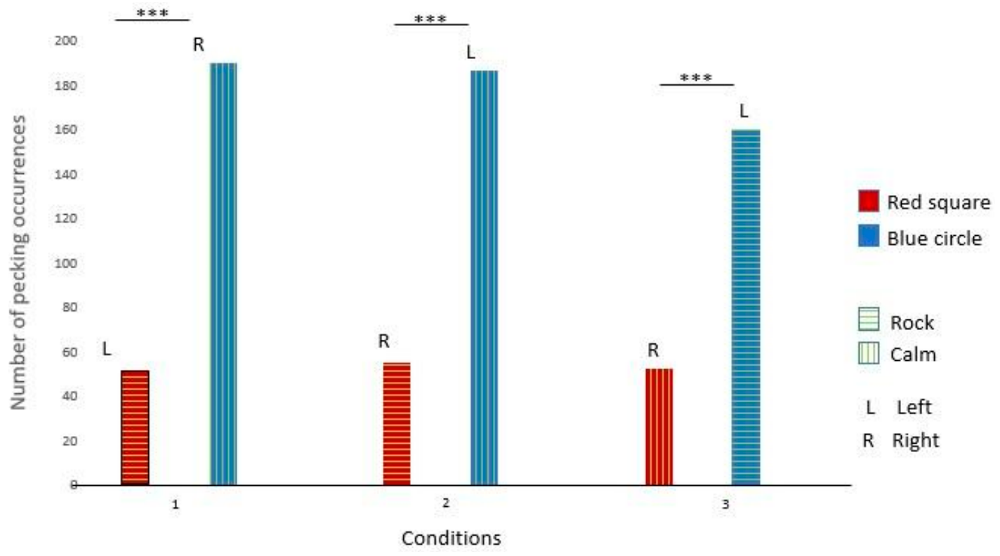 ***
***
***
R
L
L
200
180
160
140
120
100
80
60
40
20
0
L
R
R
Number of pecking occurrences
1
2
3
Conditions
Red square
Blue circle
Rock
Calm
L Left
R Right